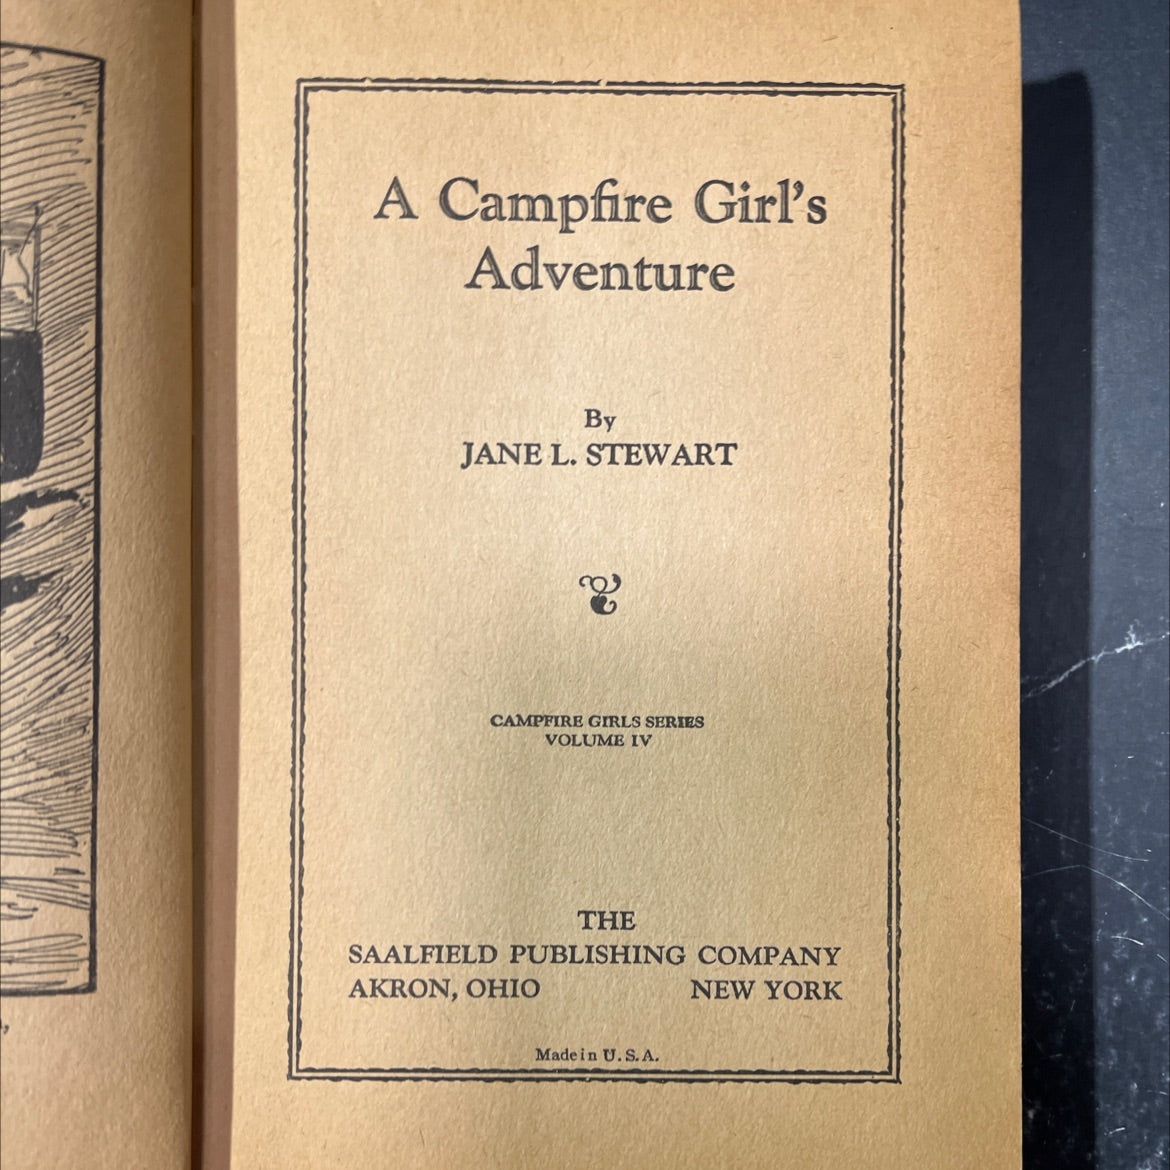 A Campfire Girl's
Adventure
By
JANE L. STEWART
CAMPFIRE GIRLS SERIES
VOLUME IV
THE
SAALFIELD PUBLISHING COMPANY
AKRON, OHIO NEW YORK
Made in U. S. A.